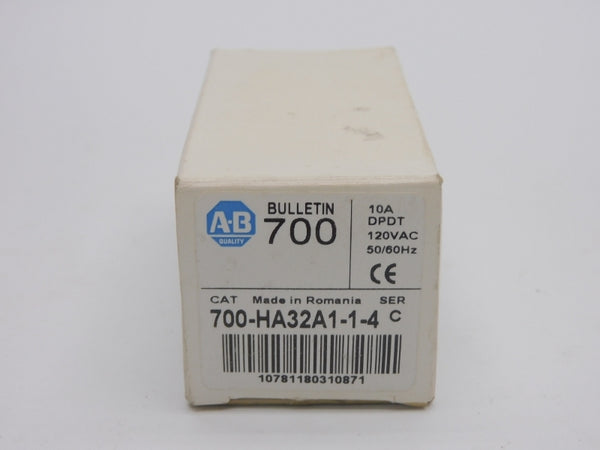 A-B
QUALITY
BULLETIN
700
10A
DPDT
120VAC
50/60Hz
CE
CAT Made in Romania SER
700-HA32A1-1-4 C
10781180310871